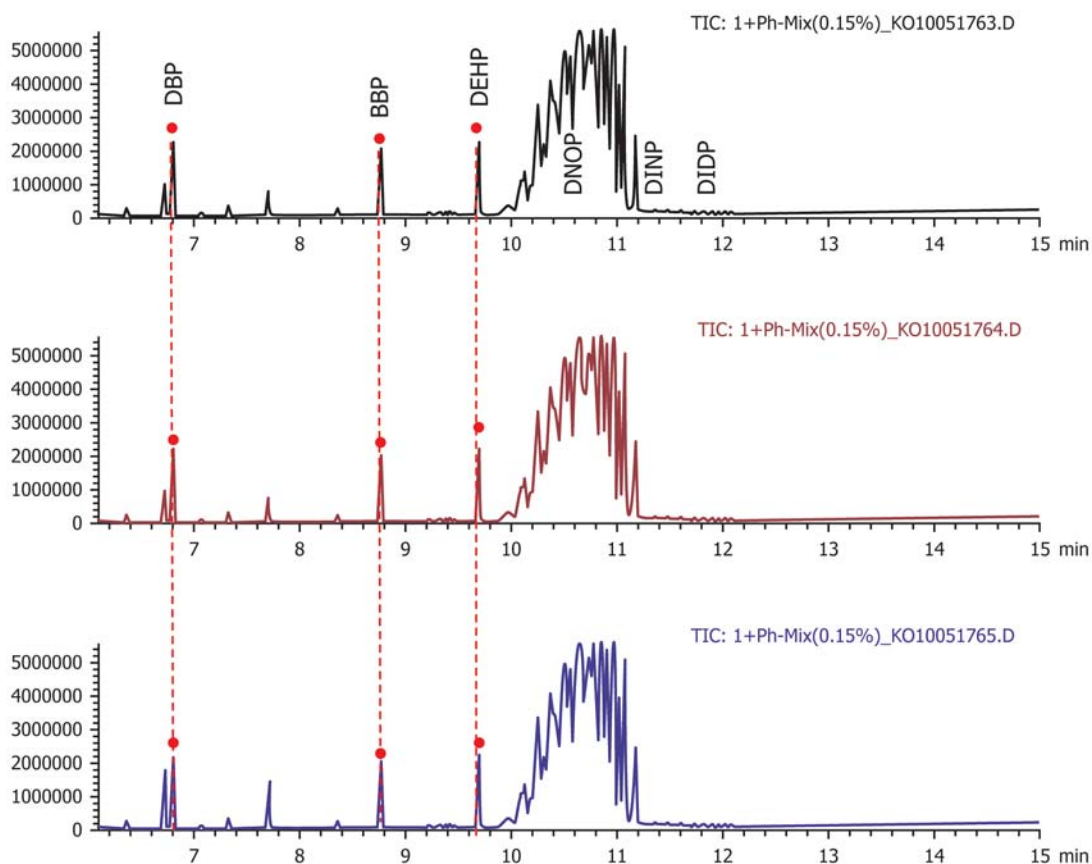 TIC: 1+Ph-Mix(0.15%)_KO10051763.D
5000000
4000000
3000000
2000000
1000000
0
DBP
BBP
DEHP
DNOP
DINP
DIDP
7 8 9 10 11 12 13 14 15 min
TIC: 1+Ph-Mix(0.15%)_KO10051764.D
5000000
4000000
3000000
2000000
1000000
0
7 8 9 10 11 12 13 14 15 min
TIC: 1+Ph-Mix(0.15%)_KO10051765.D
5000000
4000000
3000000
2000000
1000000
0
7 8 9 10 11 12 13 14 15 min